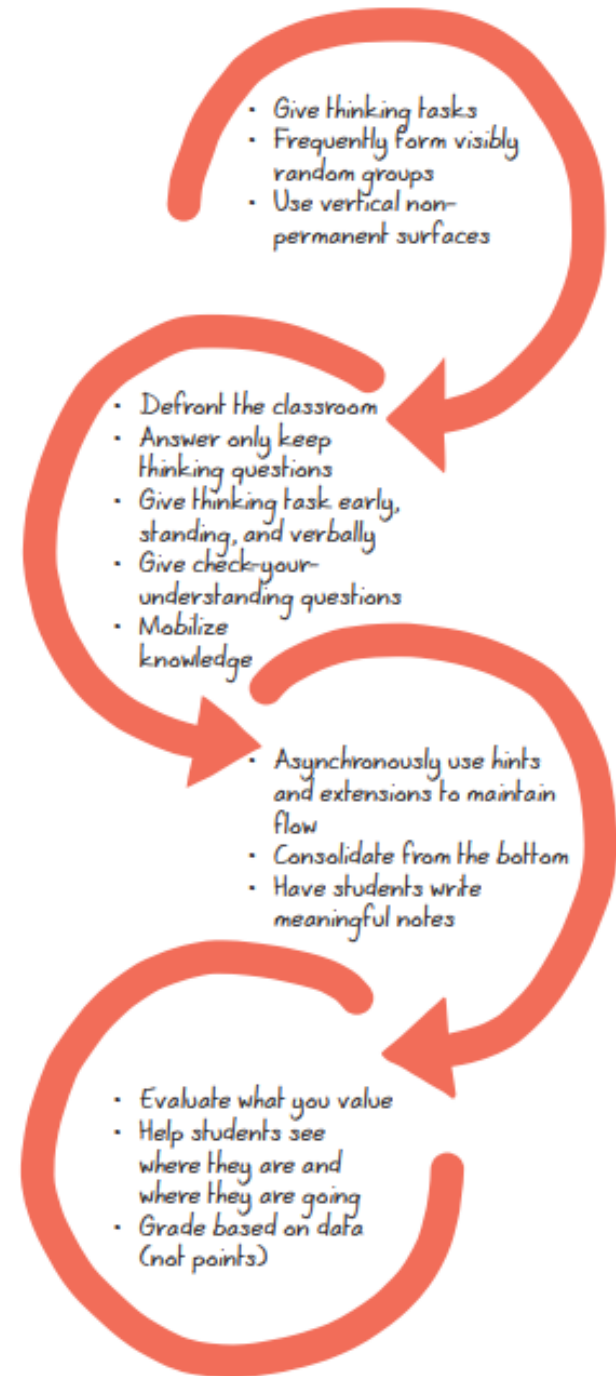 • Give thinking tasks
• Frequently form visibly
random groups
• Use vertical non-
permanent surfaces
• Defront the classroom
• Answer only keep
thinking questions
• Give thinking task early,
standing, and verbally
• Give check-your-
understanding questions
• Mobilize
knowledge
• Asynchronously use hints
and extensions to maintain
flow
• Consolidate from the bottom
• Have students write
meaningful notes
• Evaluate what you value
• Help students see
where they are and
where they are going
• Grade based on data
(not points)